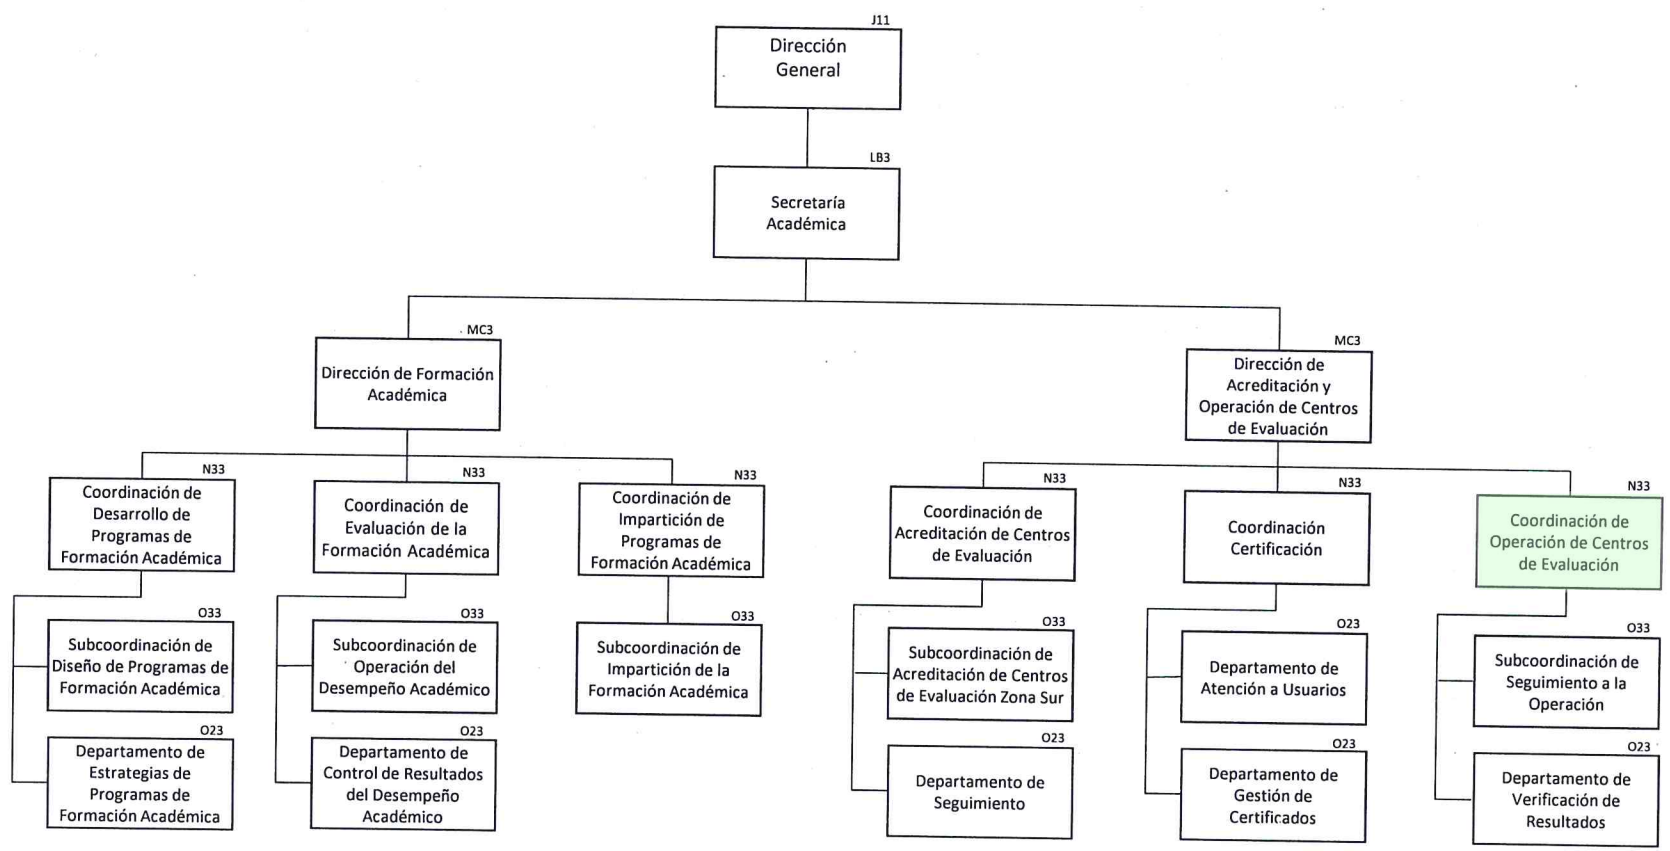 J11
Dirección
General
LB3
Secretaría
Académica
MC3
Dirección de Formación
Académica
MC3
Dirección de
Acreditación y
Operación de Centros
de Evaluación
N33
Coordinación de
Desarrollo de
Programas de
Formación Académica
N33
Coordinación de
Evaluación de la
Formación Académica
N33
Coordinación de
Impartición de
Programas de
Formación Académica
N33
Coordinación de
Acreditación de Centros
de Evaluación
N33
Coordinación
Certificación
N33
Coordinación de
Operación de Centros
de Evaluación
O33
Subcoordinación de
Diseño de Programas de
Formación Académica
O33
Subcoordinación de
Operación del
Desempeño Académico
O33
Subcoordinación de
Impartición de la
Formación Académica
O33
Subcoordinación de
Acreditación de Centros
de Evaluación Zona Sur
O23
Departamento de
Atención a Usuarios
O33
Subcoordinación de
Seguimiento a la
Operación
O23
Departamento de
Estrategias de
Programas de
Formación Académica
O23
Departamento de
Control de Resultados
del Desempeño
Académico
O23
Departamento de
Seguimiento
O23
Departamento de
Gestión de
Certificados
O23
Departamento de
Verificación de
Resultados